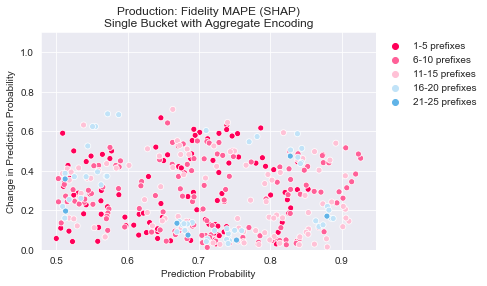 Production: Fidelity MAPE (SHAP)
Single Bucket with Aggregate Encoding
Change in Prediction Probability
1.0
0.8
0.6
0.4
0.2
0.0
0.5 0.6 0.7 0.8 0.9
Prediction Probability
1-5 prefixes
6-10 prefixes
11-15 prefixes
16-20 prefixes
21-25 prefixes